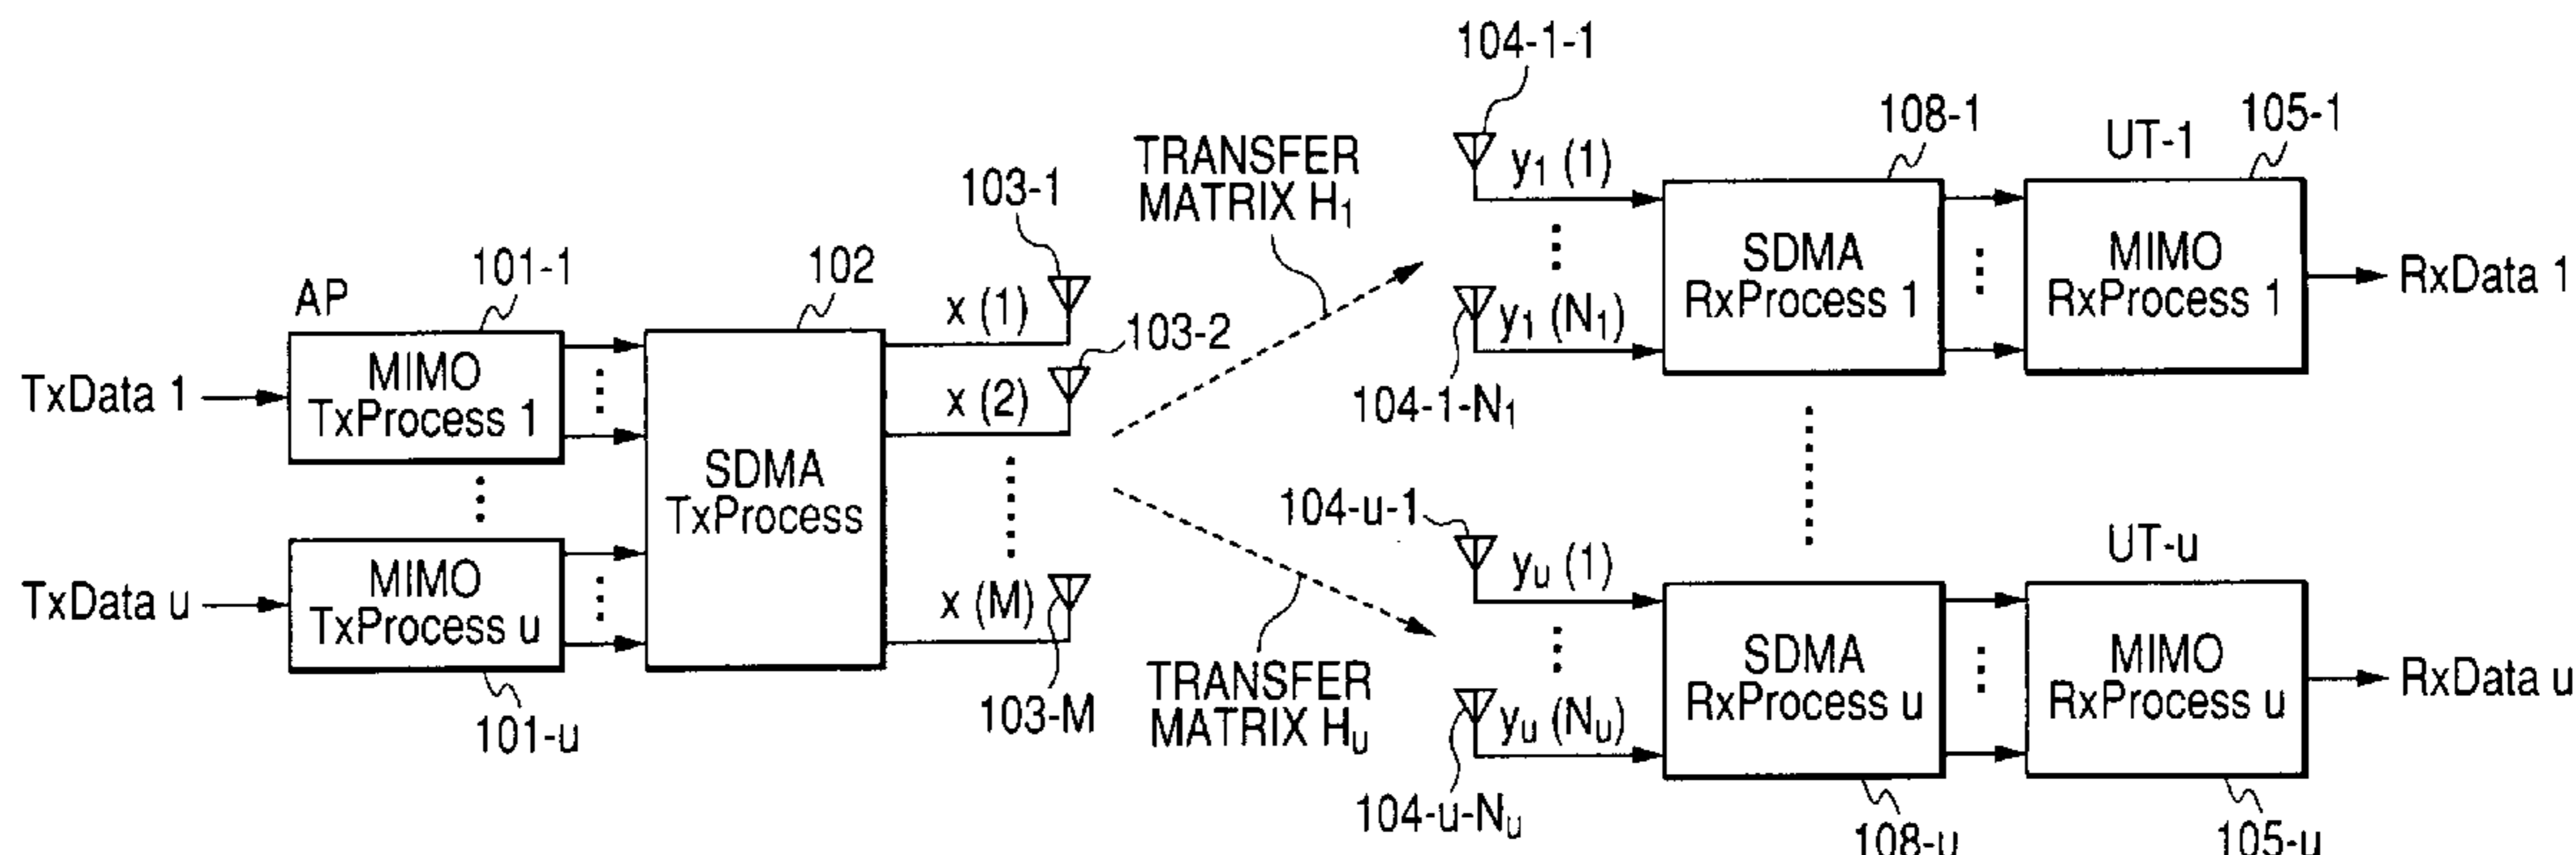 104-1-1
108-1
UT-1
105-1
TRANSFER
MATRIX H₁
y₁ (1)
103-1
SDMA
RxProcess 1
MIMO
RxProcess 1
RxData 1
AP
101-1
102
x (1)
103-2
y₁ (N₁)
MIMO
TxProcess 1
TxData 1
x (2)
104-1-N₁
SDMA
TxProcess
104-u-1
UT-u
MIMO
TxProcess u
TxData u
x (M)
yᵤ (1)
TRANSFER
MATRIX Hᵤ
SDMA
RxProcess u
MIMO
RxProcess u
RxData u
103-M
101-u
yᵤ (Nᵤ)
104-u-Nᵤ
108-u
105-u